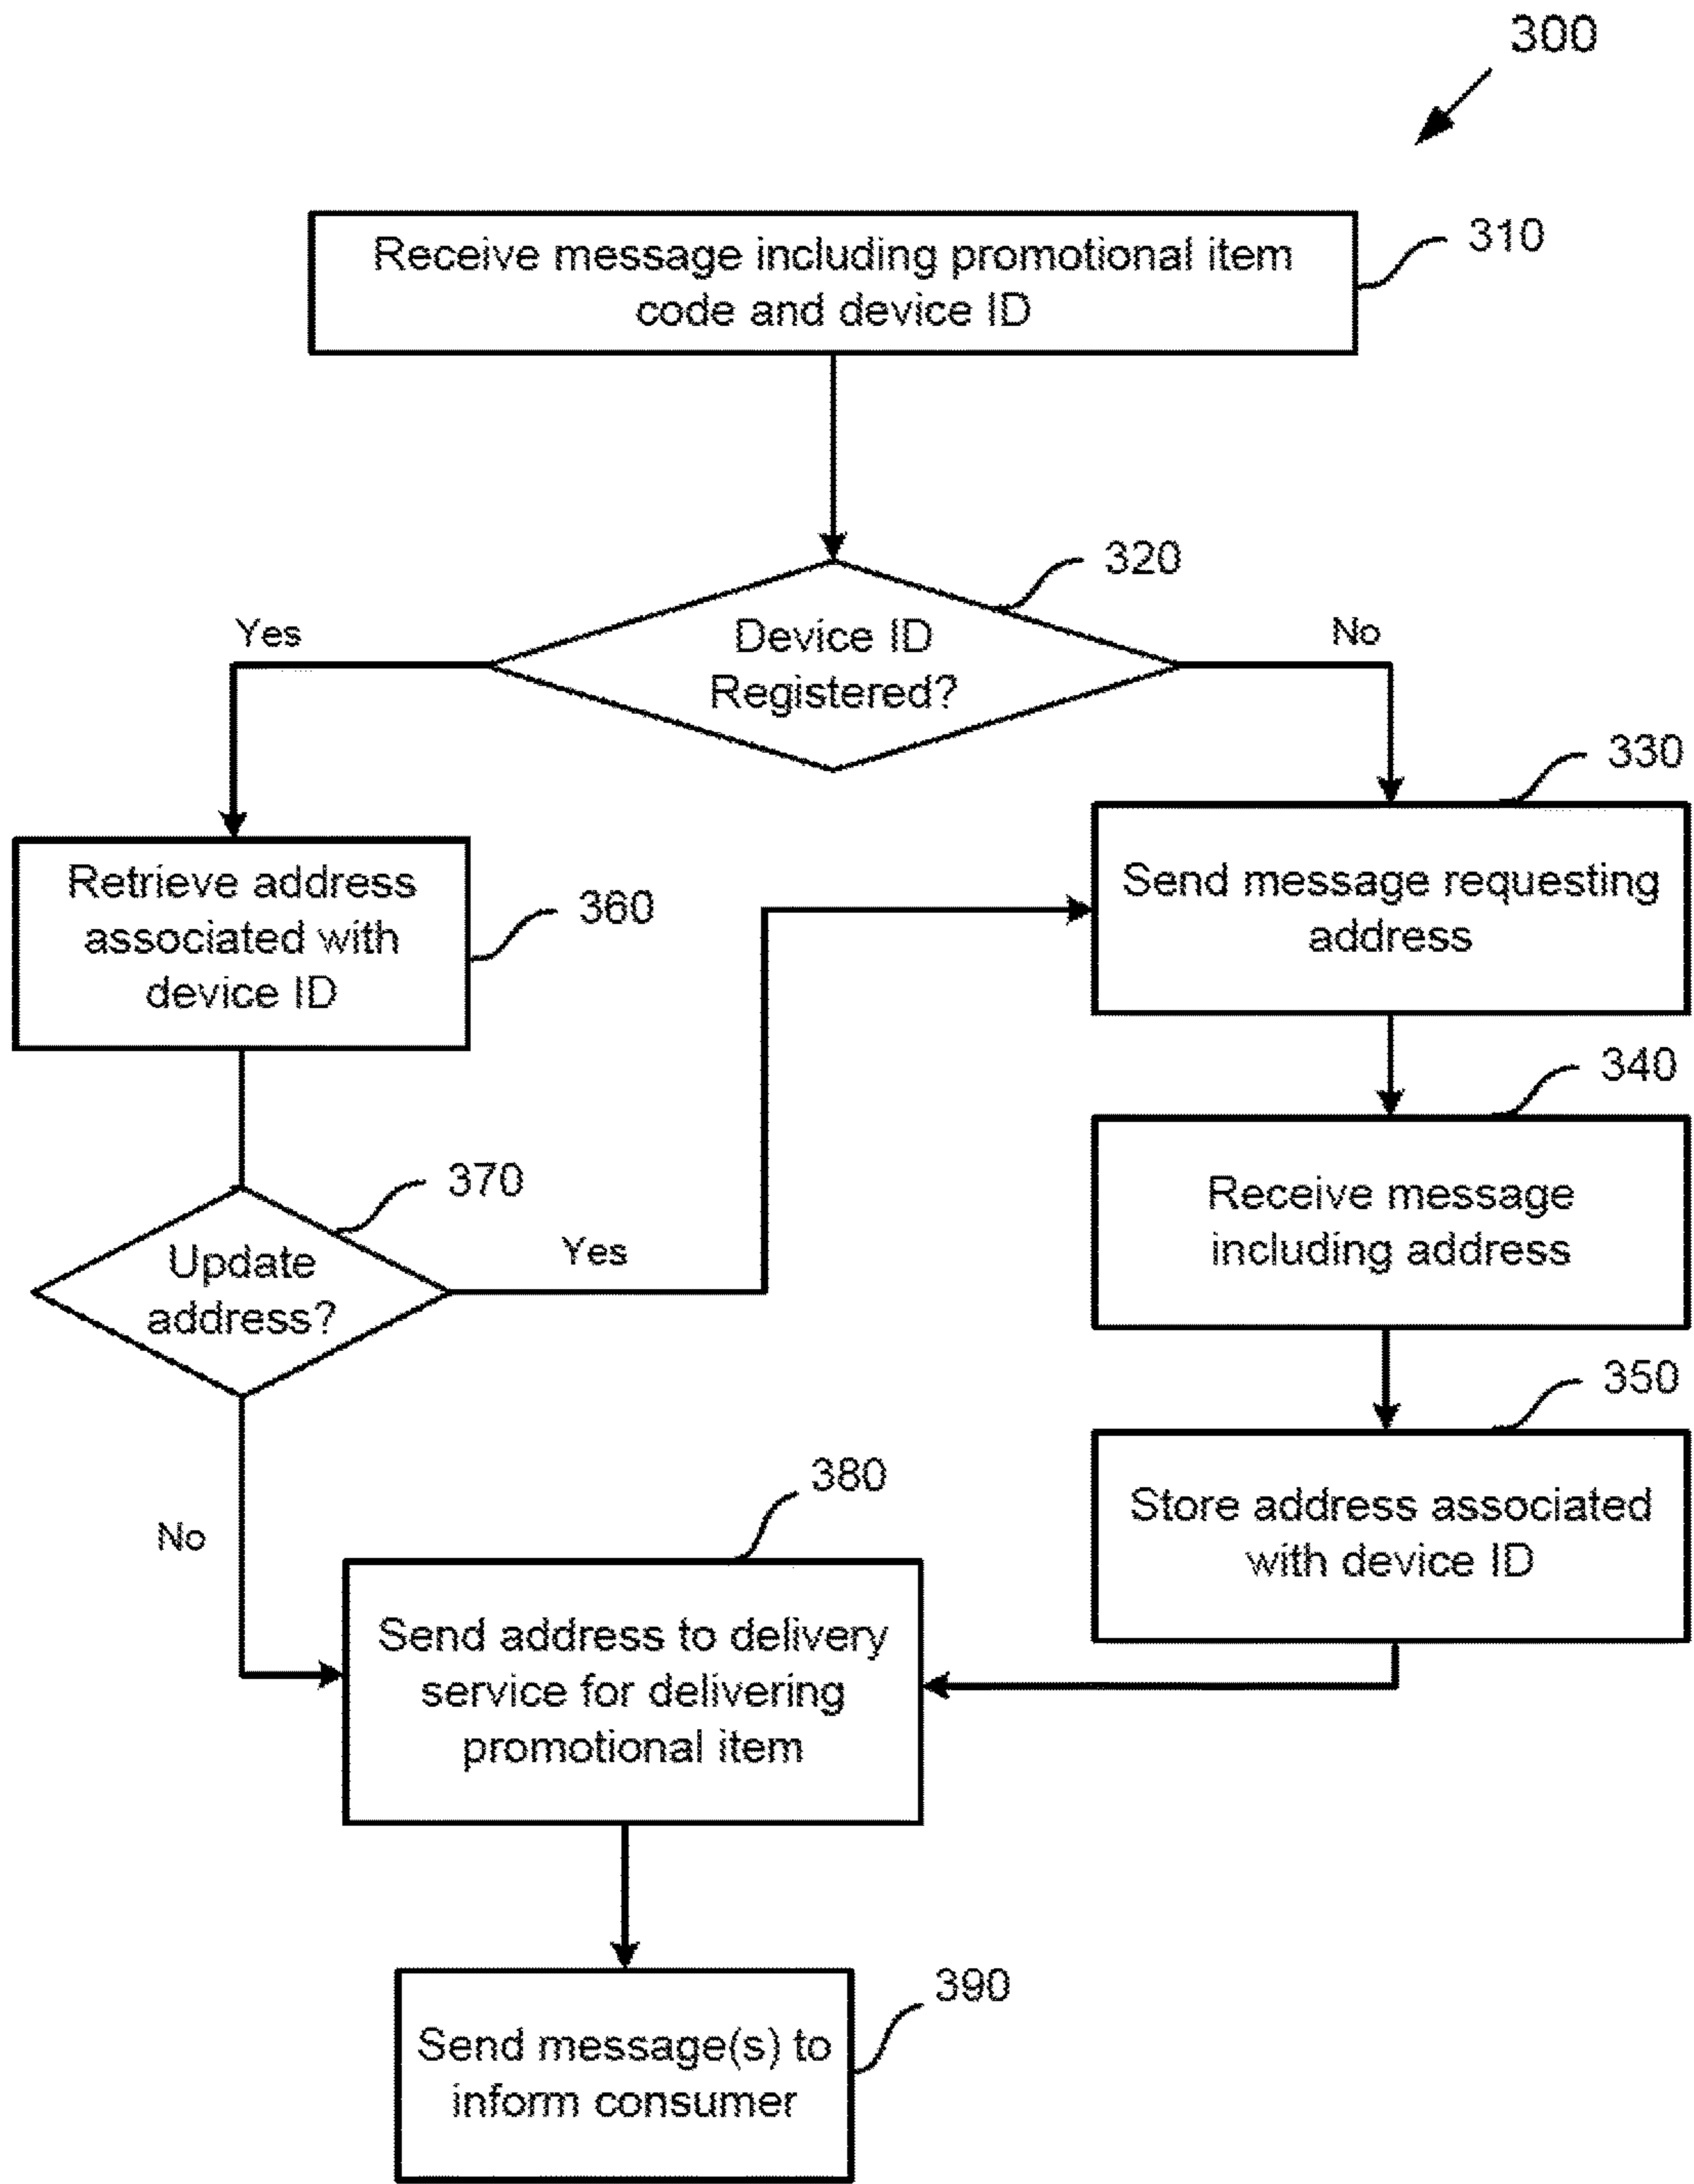 300
Receive message including promotional item
code and device ID
310
320
Yes
Device ID
Registered?
No
330
Retrieve address
associated with
device ID
360
Send message requesting
address
340
370
Update
address?
Yes
Receive message
including address
350
380
No
Store address associated
with device ID
Send address to delivery
service for delivering
promotional item
390
Send message(s) to
inform consumer